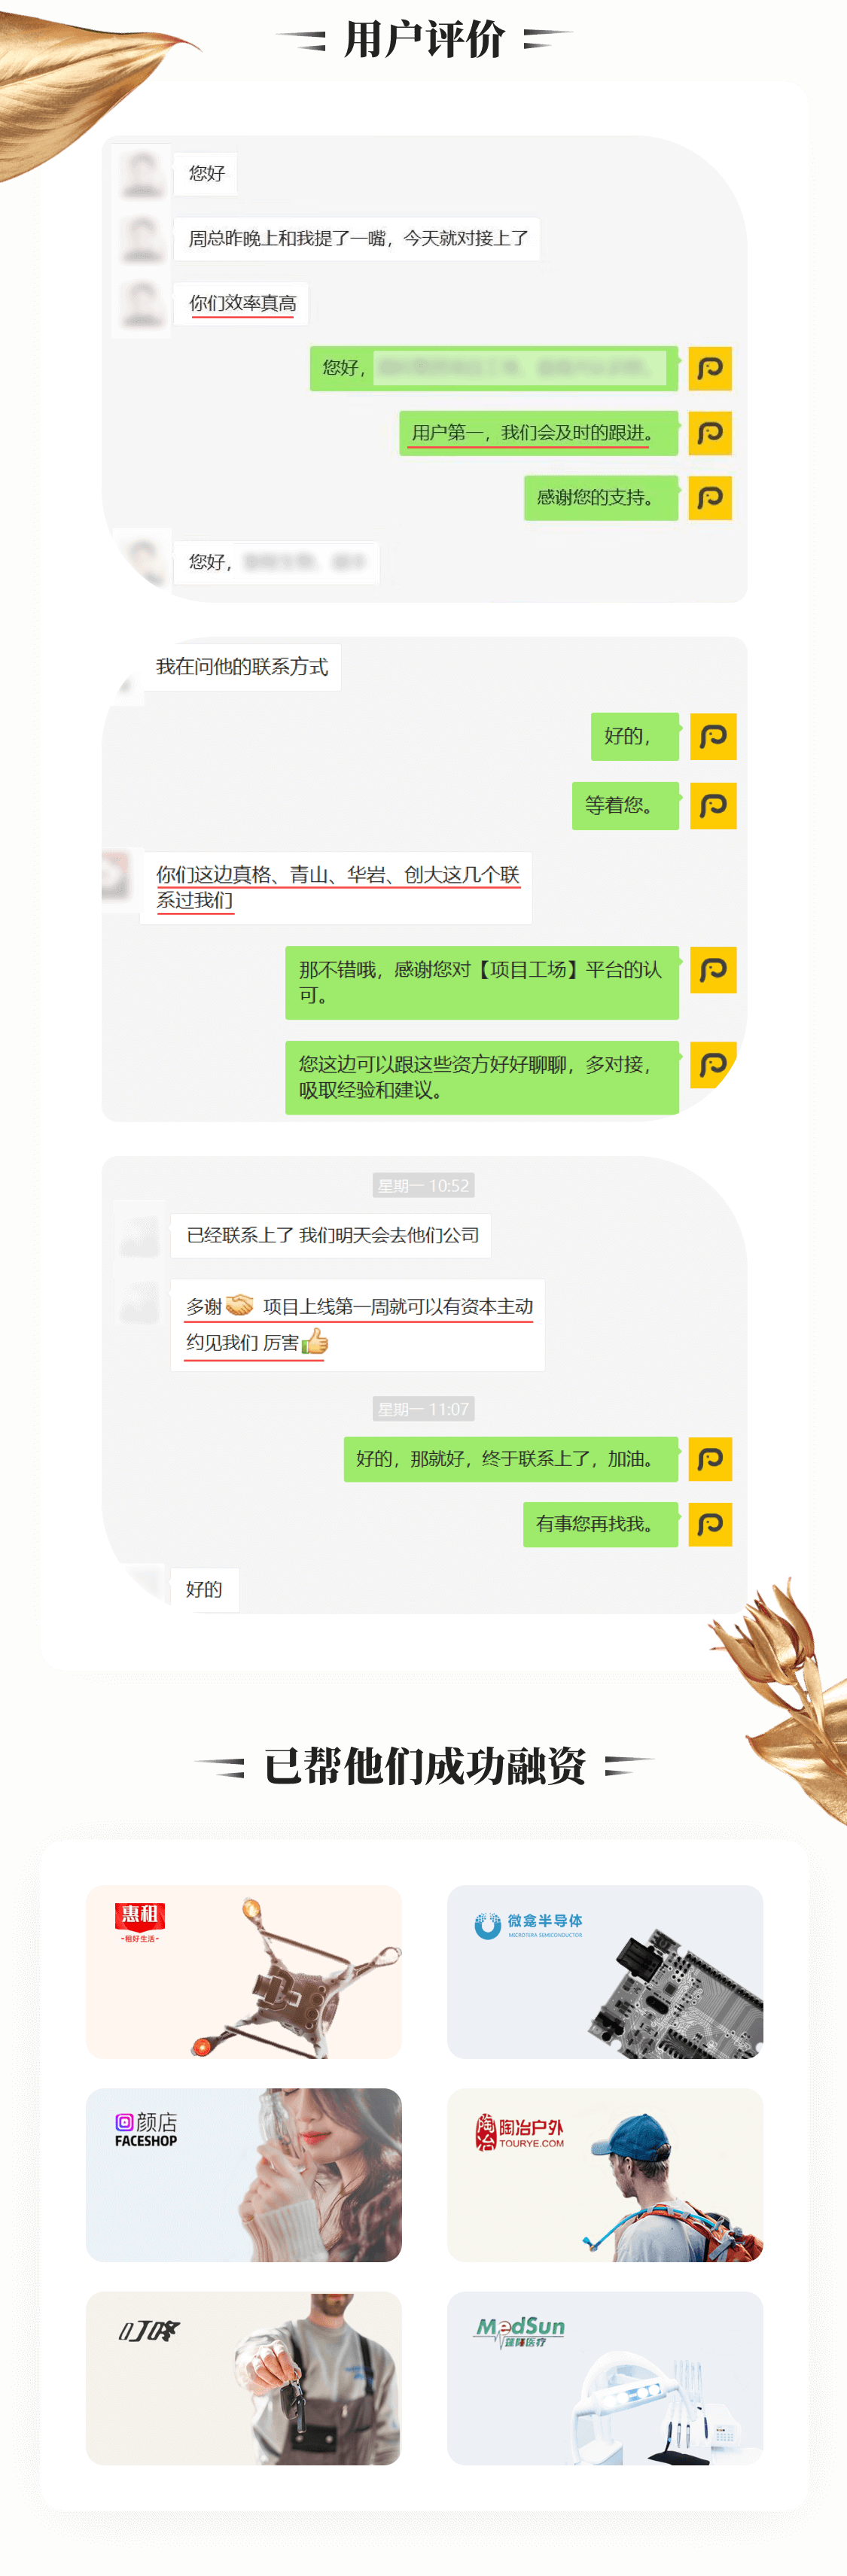 用户评价
您好
周总昨晚上和我提了一嘴，今天就对接上了
你们效率真高
您好，
用户第一，我们会及时的跟进。
感谢您的支持。
您好，
我在问他的联系方式
好的，
等着您。
你们这边真格、青山、华岩、创大这几个联
系过我们
那不错哦，感谢您对【项目工场】平台的认
可。
您这边可以跟这些资方好好聊聊，多对接，
吸取经验和建议。
星期一 10:52
已经联系上了 我们明天会去他们公司
多谢🤝 项目上线第一周就可以有资本主动
约见我们 厉害👍
星期一 11:07
好的，那就好，终于联系上了，加油。
有事您再找我。
好的
已帮他们成功融资
惠租
租好生活
微龛半导体
MICROTERA SEMICONDUCTOR
颜店
FACESHOP
陶冶
陶冶户外
TOURYE.COM
叮咚
MedSun